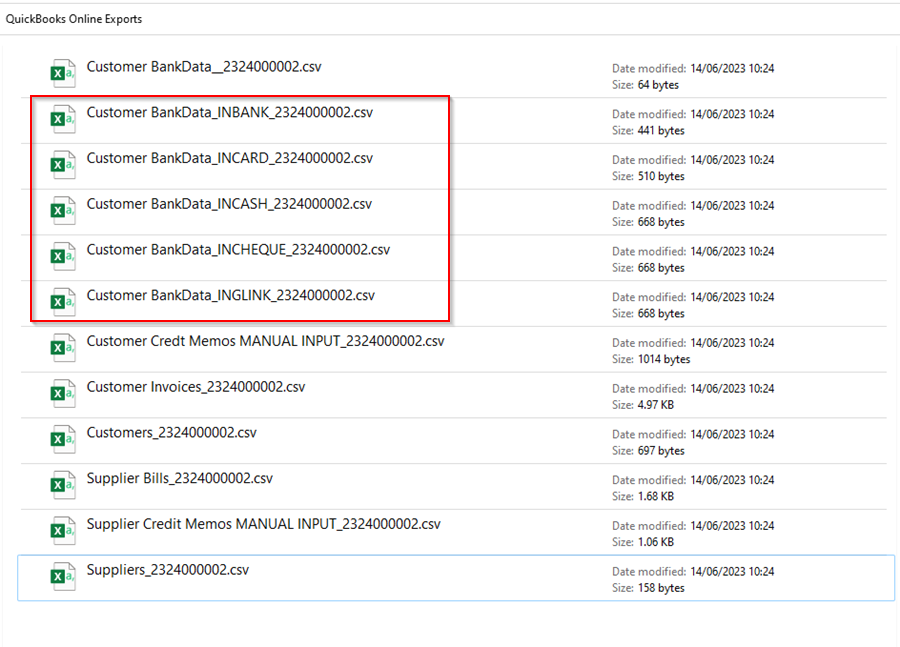 QuickBooks Online Exports
Customer BankData__2324000002.csv
Date modified: 14/06/2023 10:24
Size: 64 bytes
Customer BankData_INBANK_2324000002.csv
Date modified: 14/06/2023 10:24
Size: 441 bytes
Customer BankData_INCARD_2324000002.csv
Date modified: 14/06/2023 10:24
Size: 510 bytes
Customer BankData_INCASH_2324000002.csv
Date modified: 14/06/2023 10:24
Size: 668 bytes
Customer BankData_INCHEQUE_2324000002.csv
Date modified: 14/06/2023 10:24
Size: 668 bytes
Customer BankData_INGLINK_2324000002.csv
Date modified: 14/06/2023 10:24
Size: 668 bytes
Customer Credt Memos MANUAL INPUT_2324000002.csv
Date modified: 14/06/2023 10:24
Size: 1014 bytes
Customer Invoices_2324000002.csv
Date modified: 14/06/2023 10:24
Size: 4.97 KB
Customers_2324000002.csv
Date modified: 14/06/2023 10:24
Size: 697 bytes
Supplier Bills_2324000002.csv
Date modified: 14/06/2023 10:24
Size: 1.68 KB
Supplier Credit Memos MANUAL INPUT_2324000002.csv
Date modified: 14/06/2023 10:24
Size: 1.06 KB
Suppliers_2324000002.csv
Date modified: 14/06/2023 10:24
Size: 158 bytes